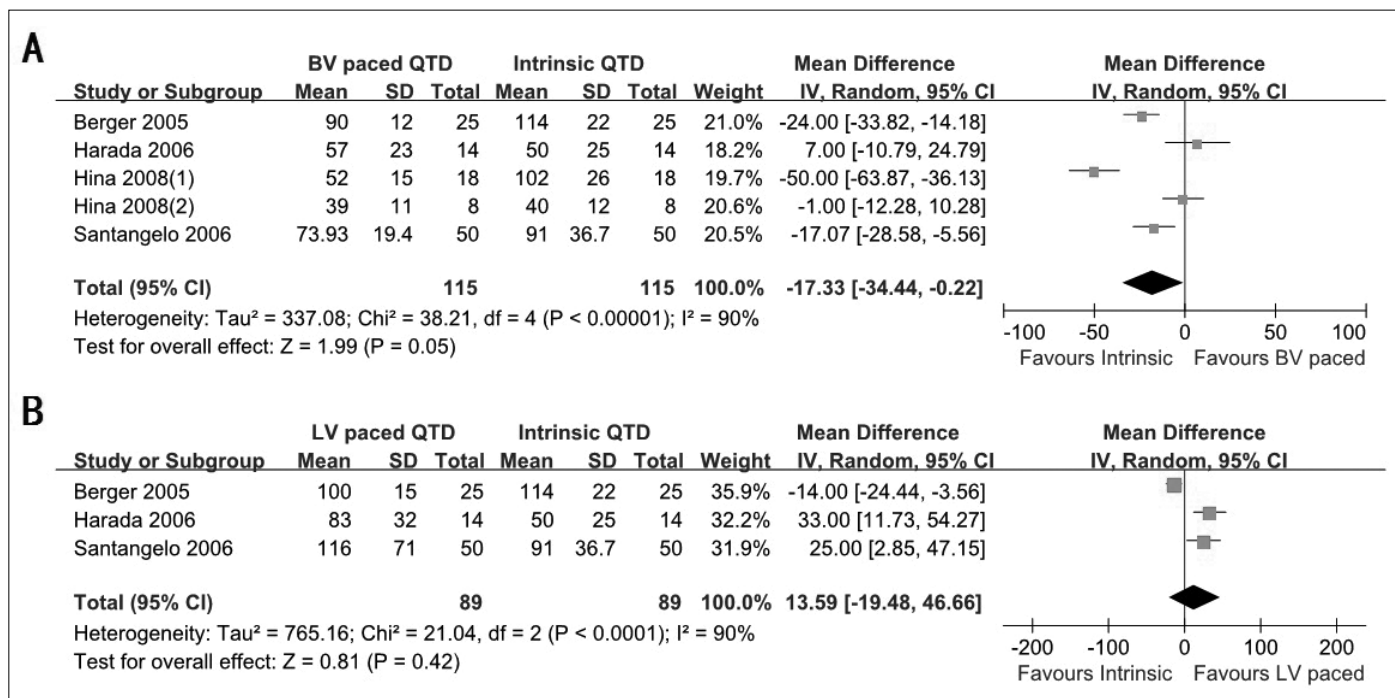 A
BV paced QTD Intrinsic QTD Mean Difference Mean Difference
Study or Subgroup Mean SD Total Mean SD Total Weight IV, Random, 95% CI IV, Random, 95% CI
Berger 2005 90 12 25 114 22 25 21.0% -24.00 [-33.82, -14.18]
Harada 2006 57 23 14 50 25 14 18.2% 7.00 [-10.79, 24.79]
Hina 2008(1) 52 15 18 102 26 18 19.7% -50.00 [-63.87, -36.13]
Hina 2008(2) 39 11 8 40 12 8 20.6% -1.00 [-12.28, 10.28]
Santangelo 2006 73.93 19.4 50 91 36.7 50 20.5% -17.07 [-28.58, -5.56]
Total (95% CI) 115 115 100.0% -17.33 [-34.44, -0.22]
Heterogeneity: Tau² = 337.08; Chi² = 38.21, df = 4 (P < 0.00001); I² = 90%
Test for overall effect: Z = 1.99 (P = 0.05)
-100 -50 0 50 100
Favours Intrinsic Favours BV paced
B
LV paced QTD Intrinsic QTD Mean Difference Mean Difference
Study or Subgroup Mean SD Total Mean SD Total Weight IV, Random, 95% CI IV, Random, 95% CI
Berger 2005 100 15 25 114 22 25 35.9% -14.00 [-24.44, -3.56]
Harada 2006 83 32 14 50 25 14 32.2% 33.00 [11.73, 54.27]
Santangelo 2006 116 71 50 91 36.7 50 31.9% 25.00 [2.85, 47.15]
Total (95% CI) 89 89 100.0% 13.59 [-19.48, 46.66]
Heterogeneity: Tau² = 765.16; Chi² = 21.04, df = 2 (P < 0.0001); I² = 90%
Test for overall effect: Z = 0.81 (P = 0.42)
-200 -100 0 100 200
Favours Intrinsic Favours LV paced